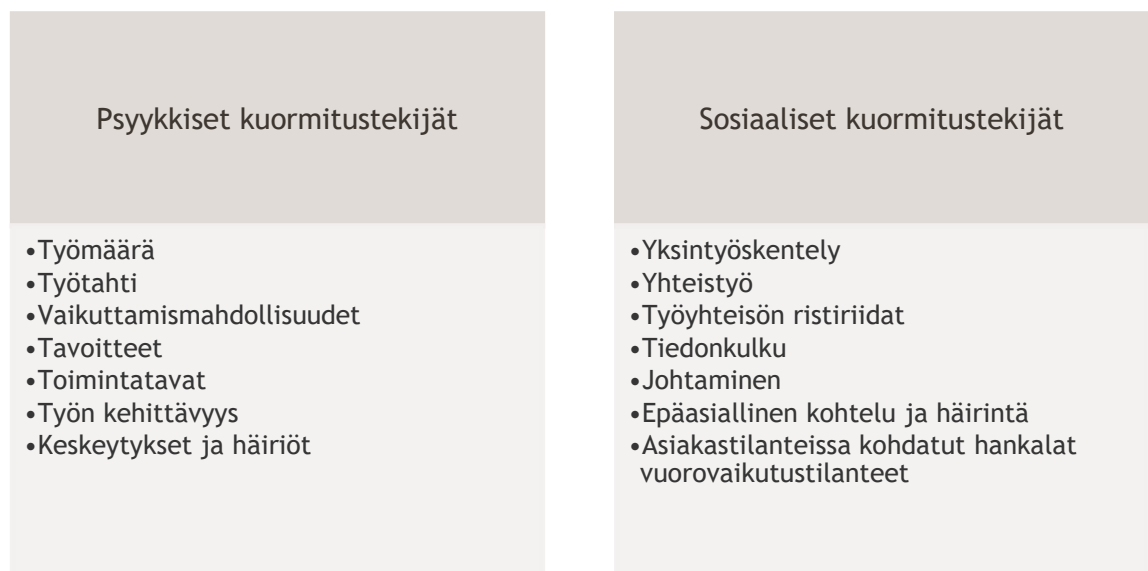 Psyykkiset kuormitustekijät
•Työmäärä
•Työtahti
•Vaikuttamismahdollisuudet
•Tavoitteet
•Toimintatavat
•Työn kehittävyys
•Keskeytykset ja häiriöt
Sosiaaliset kuormitustekijät
•Yksintyöskentely
•Yhteistyö
•Työyhteisön ristiriidat
•Tiedonkulku
•Johtaminen
•Epäasiallinen kohtelu ja häirintä
•Asiakastilanteissa kohdatut hankalat
vuorovaikutustilanteet